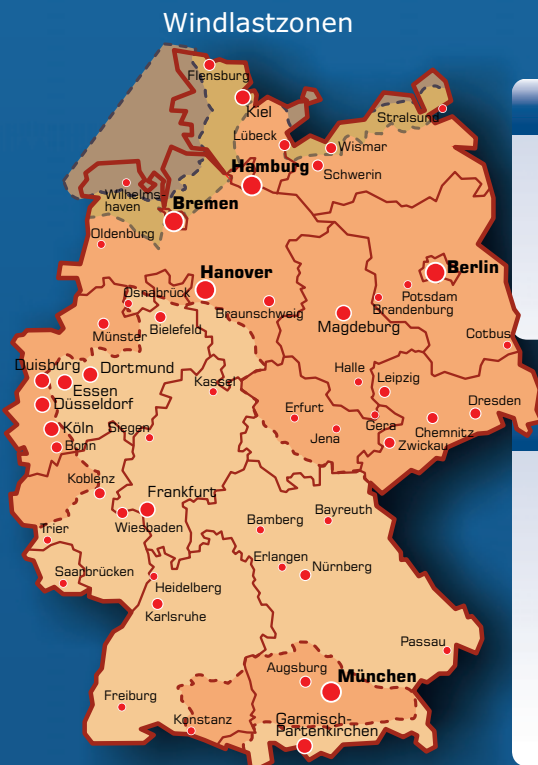 Windlastzonen
Flensburg
Kiel
Stralsund
Lübeck
Wismar
Hamburg
Schwerin
Wilhelms-
haven
Bremen
Oldenburg
Hanover
Berlin
Osnabrück
Potsdam
Braunschweig
Brandenburg
Münster
Bielefeld
Magdeburg
Cotbus
Duisburg
Dortmund
Halle
Leipzig
Essen
Kassel
Düsseldorf
Erfurt
Dresden
Köln
Siegen
Jena
Gera
Chemnitz
Bonn
Zwickau
Koblenz
Frankfurt
Bayreuth
Trier
Wiesbaden
Bamberg
Erlangen
Nürnberg
Saarbrücken
Heidelberg
Karlsruhe
Passau
Augsburg
München
Freiburg
Konstanz
Garmisch-
Partenkirchen